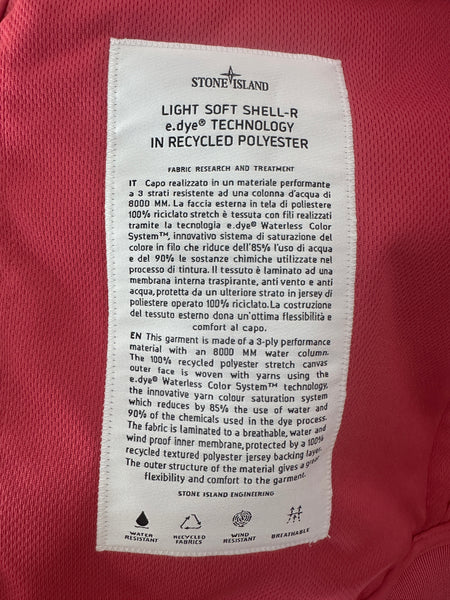 STONE ISLAND
LIGHT SOFT SHELL-R
e.dye® TECHNOLOGY
IN RECYCLED POLYESTER
FABRIC RESEARCH AND TREATMENT
IT Capo realizzato in un materiale performante
a 3 strati resistente ad una colonna d'acqua di
8000 MM. La faccia esterna in tela di poliestere
100% riciclato stretch è tessuta con fili realizzati
tramite la tecnologia e.dye® Waterless Color
System™, innovativo sistema di saturazione del
colore in filo che riduce dell'85% l'uso di acqua
e del 90% le sostanze chimiche utilizzate nel
processo di tintura. Il tessuto è laminato ad una
membrana interna traspirante, anti vento e anti
acqua, protetta da un ulteriore strato in jersey di
poliestere operato 100% riciclato. La costruzione
del tessuto esterno dona un'ottima flessibilità e
comfort al capo.
EN This garment is made of a 3-ply performance
material with an 8000 MM water column.
The 100% recycled polyester stretch canvas
outer face is woven with yarns using the
e.dye® Waterless Color System™ technology,
the innovative yarn colour saturation system
which reduces by 85% the use of water and
90% of the chemicals used in the dye process.
The fabric is laminated to a breathable, water and
wind proof inner membrane, protected by a 100%
recycled textured polyester jersey backing layer.
The outer structure of the material gives a great
flexibility and comfort to the garment.
STONE ISLAND ENGINEERING
WATER RESISTANT
RECYCLED FABRICS
WIND RESISTANT
BREATHABLE